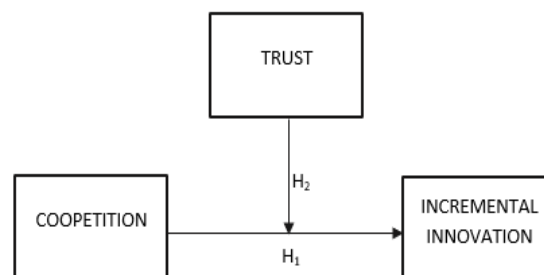 TRUST
H₂
COOPETITION
H₁
INCREMENTAL
INNOVATION